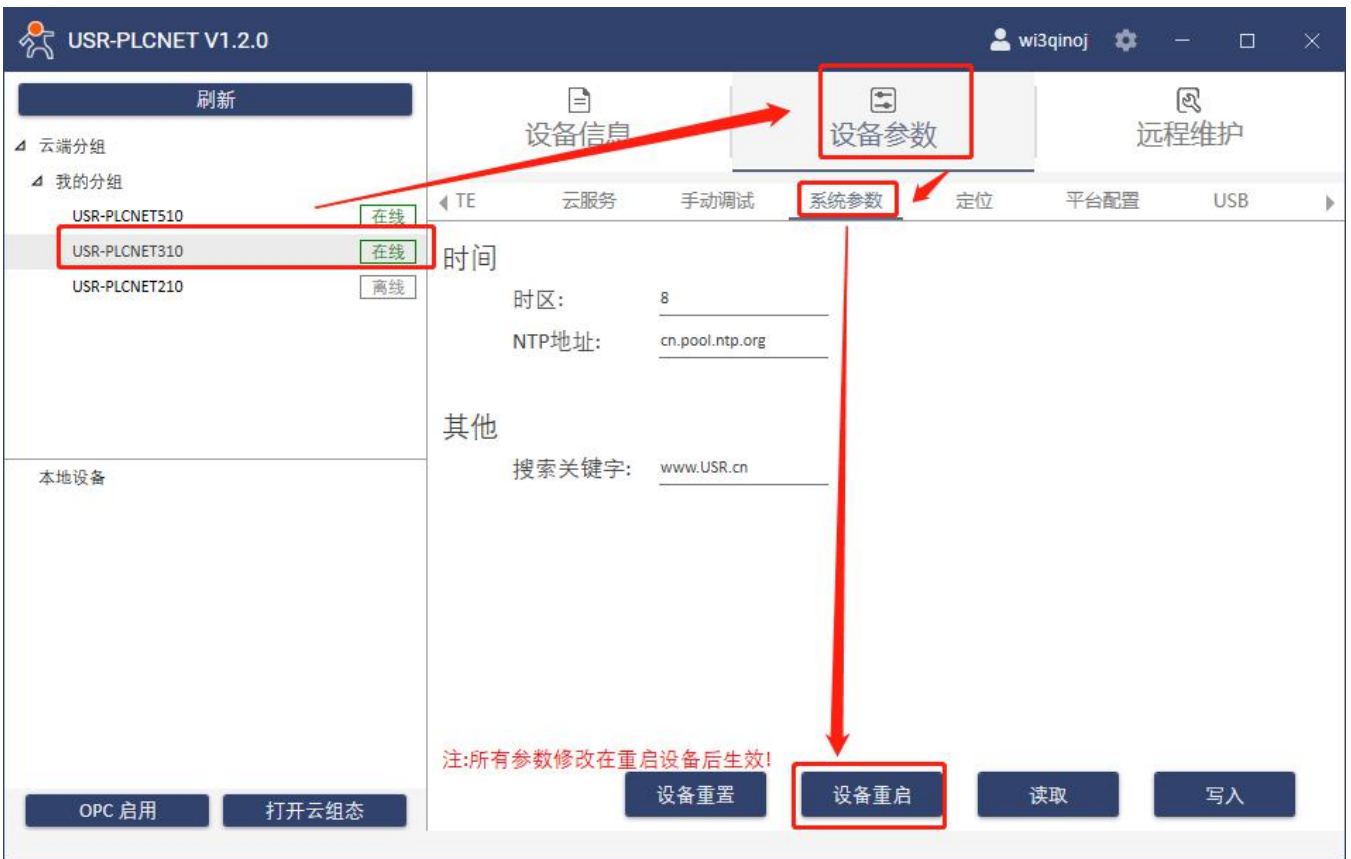 USR-PLCNET V1.2.0
wi3qinoj
刷新
云端分组
我的分组
USR-PLCNET510 在线
USR-PLCNET310 在线
USR-PLCNET210 离线
本地设备
OPC 启用 打开云组态
设备信息 设备参数 远程维护
TE 云服务 手动调试 系统参数 定位 平台配置 USB
时间
时区: 8
NTP地址: cn.pool.ntp.org
其他
搜索关键字: www.USR.cn
注:所有参数修改在重启设备后生效!
设备重置 设备重启 读取 写入